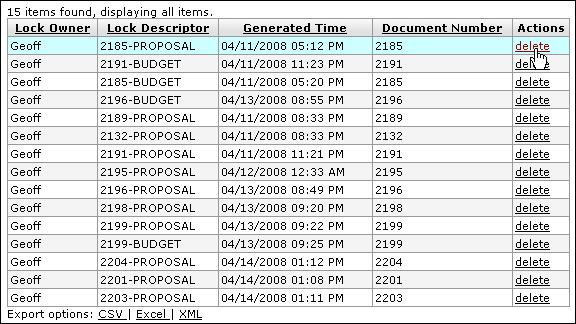 15 items found, displaying all items.
Lock Owner Lock Descriptor Generated Time Document Number Actions
Geoff 2185-PROPOSAL 04/11/2008 05:12 PM 2185 delete
Geoff 2191-BUDGET 04/11/2008 11:23 PM 2191 delete
Geoff 2185-BUDGET 04/11/2008 05:20 PM 2185 delete
Geoff 2196-BUDGET 04/13/2008 08:55 PM 2196 delete
Geoff 2189-PROPOSAL 04/11/2008 08:33 PM 2189 delete
Geoff 2132-PROPOSAL 04/11/2008 08:33 PM 2132 delete
Geoff 2191-PROPOSAL 04/11/2008 11:21 PM 2191 delete
Geoff 2195-PROPOSAL 04/12/2008 12:33 AM 2195 delete
Geoff 2196-PROPOSAL 04/13/2008 08:49 PM 2196 delete
Geoff 2198-PROPOSAL 04/13/2008 09:20 PM 2198 delete
Geoff 2199-PROPOSAL 04/13/2008 09:22 PM 2199 delete
Geoff 2199-BUDGET 04/13/2008 09:25 PM 2199 delete
Geoff 2204-PROPOSAL 04/14/2008 01:12 PM 2204 delete
Geoff 2201-PROPOSAL 04/14/2008 01:08 PM 2201 delete
Geoff 2203-PROPOSAL 04/14/2008 01:11 PM 2203 delete
Export options: CSV | Excel | XML